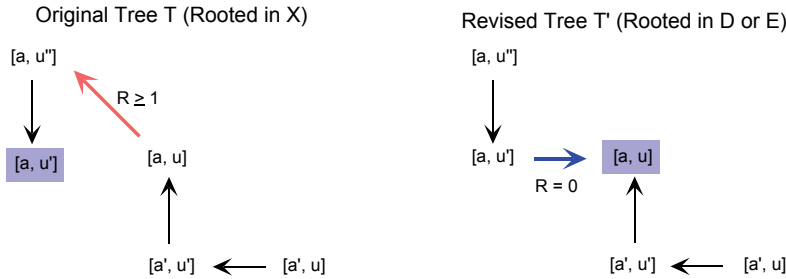 Original Tree T (Rooted in X)
[a, u'']
R ≥ 1
[a, u']
[a, u]
[a', u']
[a', u]
Revised Tree T' (Rooted in D or E)
[a, u'']
[a, u']
[a, u]
R = 0
[a', u']
[a', u]